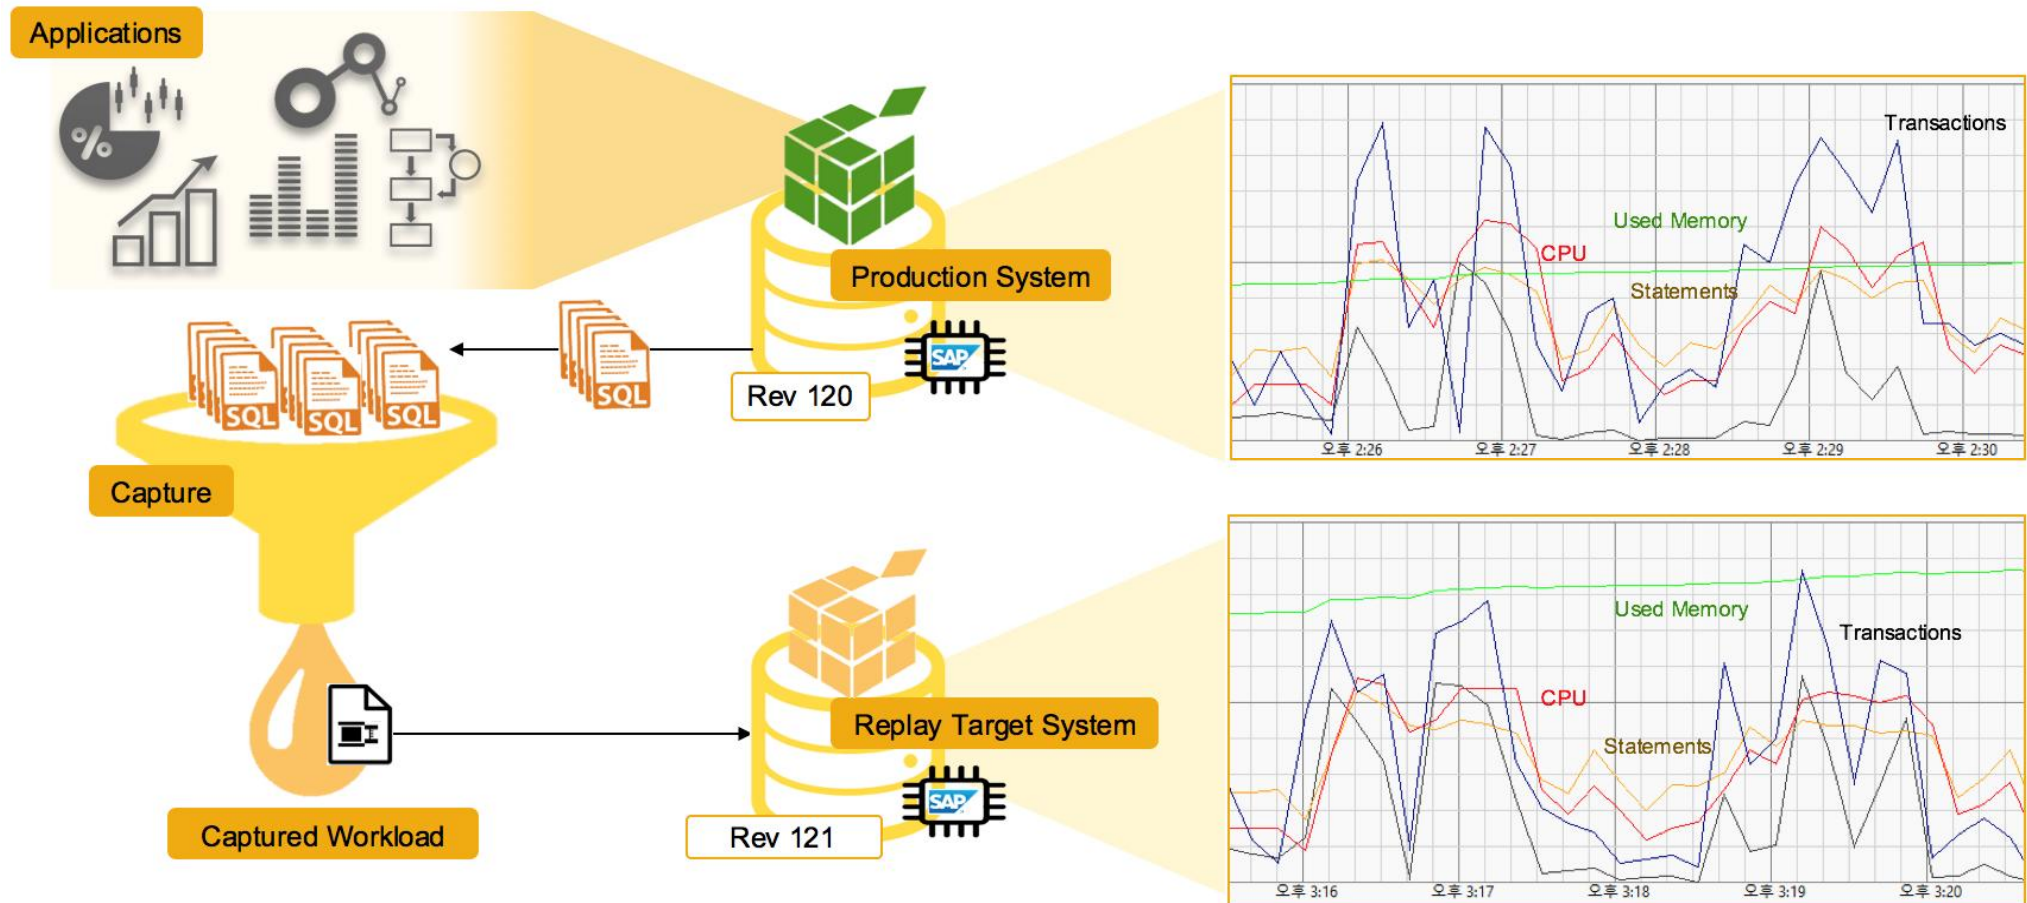 Applications
%
Production System
SAP
Rev 120
SQL
SQL
SQL
SQL
Capture
Captured Workload
Replay Target System
SAP
Rev 121
Transactions
Used Memory
CPU
Statements
오후 2:26
오후 2:27
오후 2:28
오후 2:29
오후 2:30
Used Memory
Transactions
CPU
Statements
오후 3:16
오후 3:17
오후 3:18
오후 3:19
오후 3:20